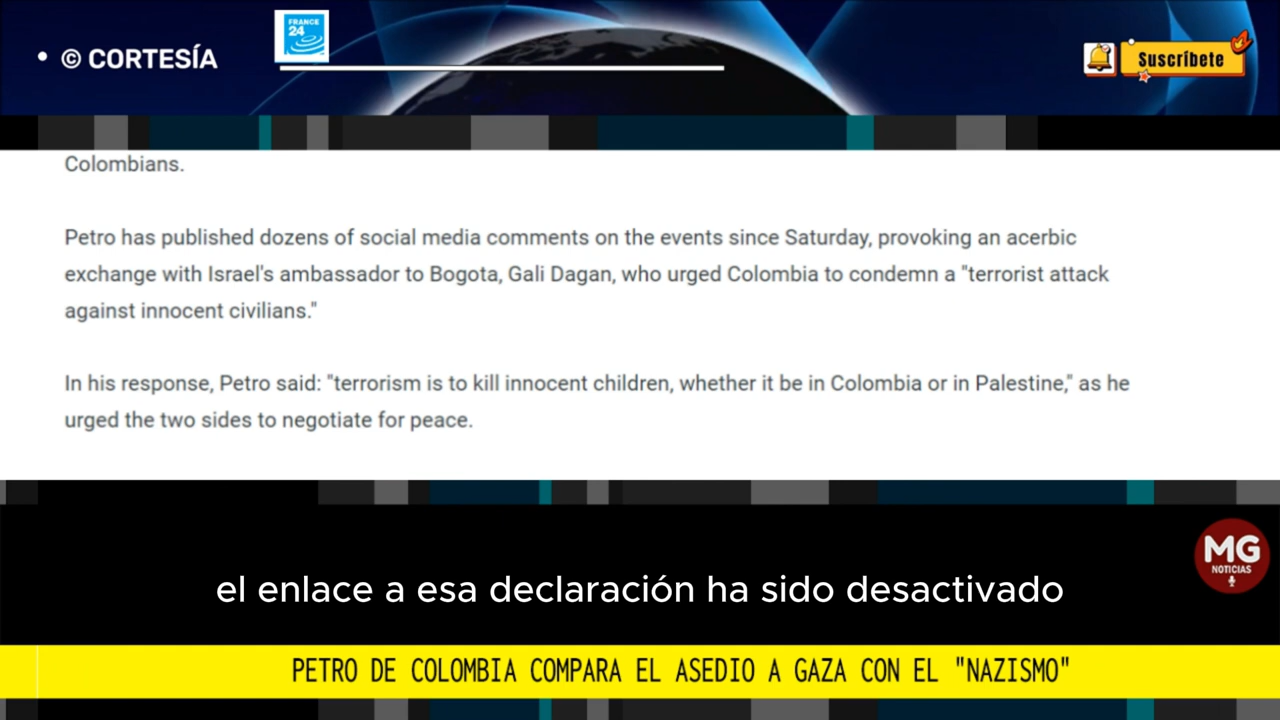 • © CORTESÍA
FRANCE
24
Suscríbete
Colombians.
Petro has published dozens of social media comments on the events since Saturday, provoking an acerbic
exchange with Israel's ambassador to Bogota, Gali Dagan, who urged Colombia to condemn a "terrorist attack
against innocent civilians."
In his response, Petro said: "terrorism is to kill innocent children, whether it be in Colombia or in Palestine," as he
urged the two sides to negotiate for peace.
MG
NOTICIAS
el enlace a esa declaración ha sido desactivado
PETRO DE COLOMBIA COMPARA EL ASEDIO A GAZA CON EL "NAZISMO"